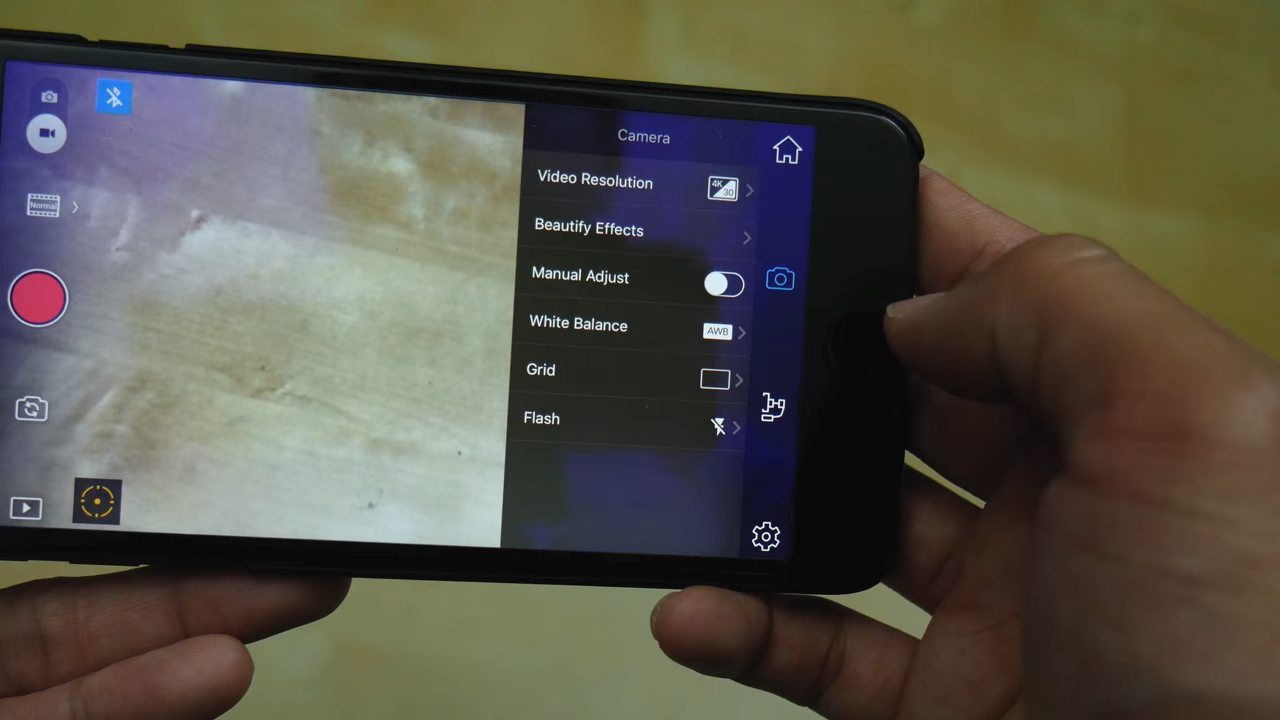 Camera
Video Resolution
4K 30
Beautify Effects
Normal
Manual Adjust
White Balance
AWB
Grid
Flash